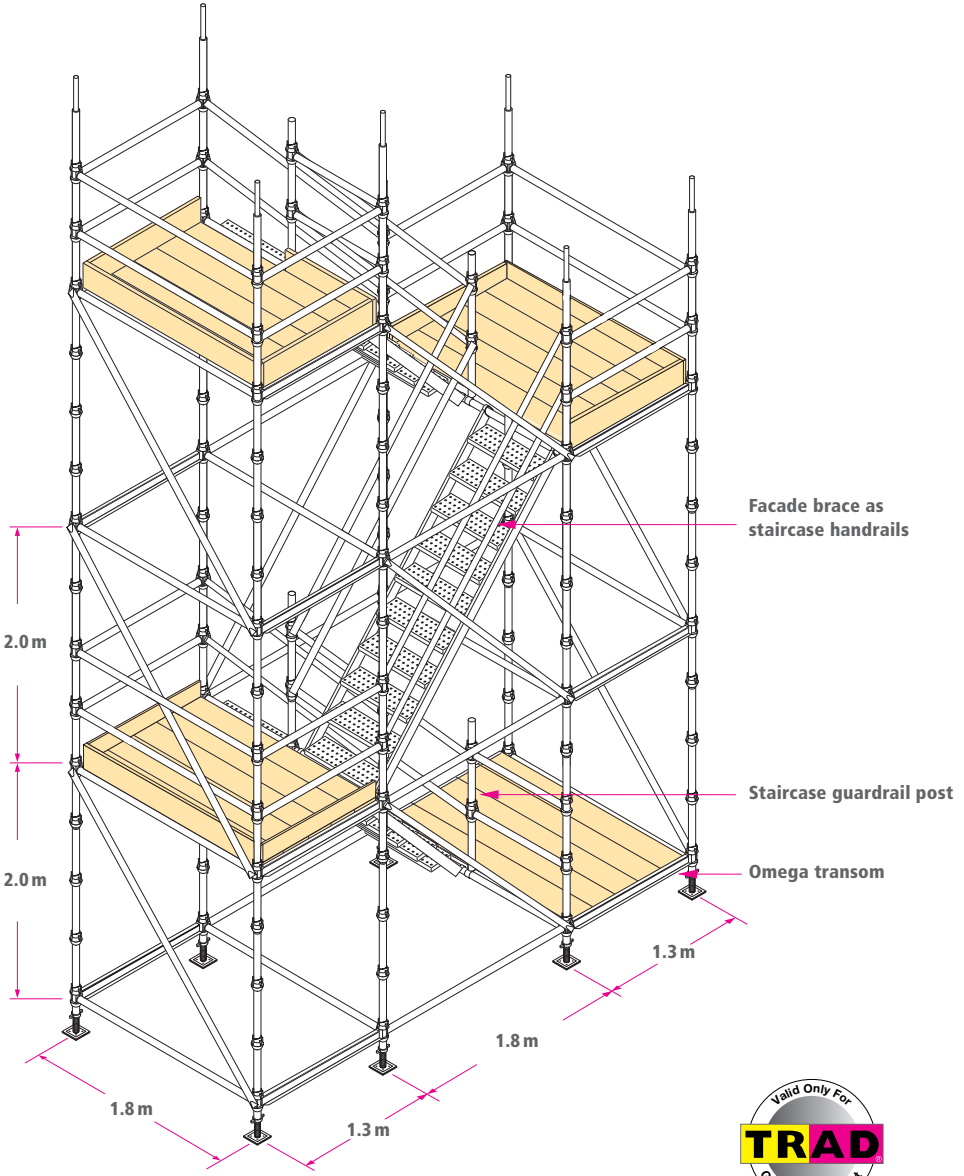 Facade brace as
staircase handrails
2.0 m
Staircase guardrail post
2.0 m
Omega transom
1.3 m
1.8 m
1.8 m
1.3 m
Valid Only For
TRAD